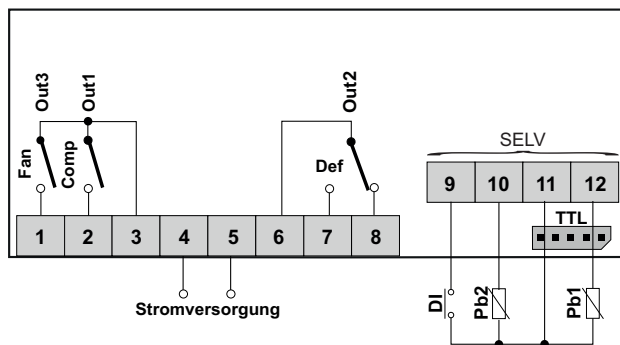 Out3
Out1
Out2
Fan
Comp
Def
SELV
1 2 3 4 5 6 7 8
9 10 11 12
TTL
Stromversorgung
DI
Pb2
Pb1